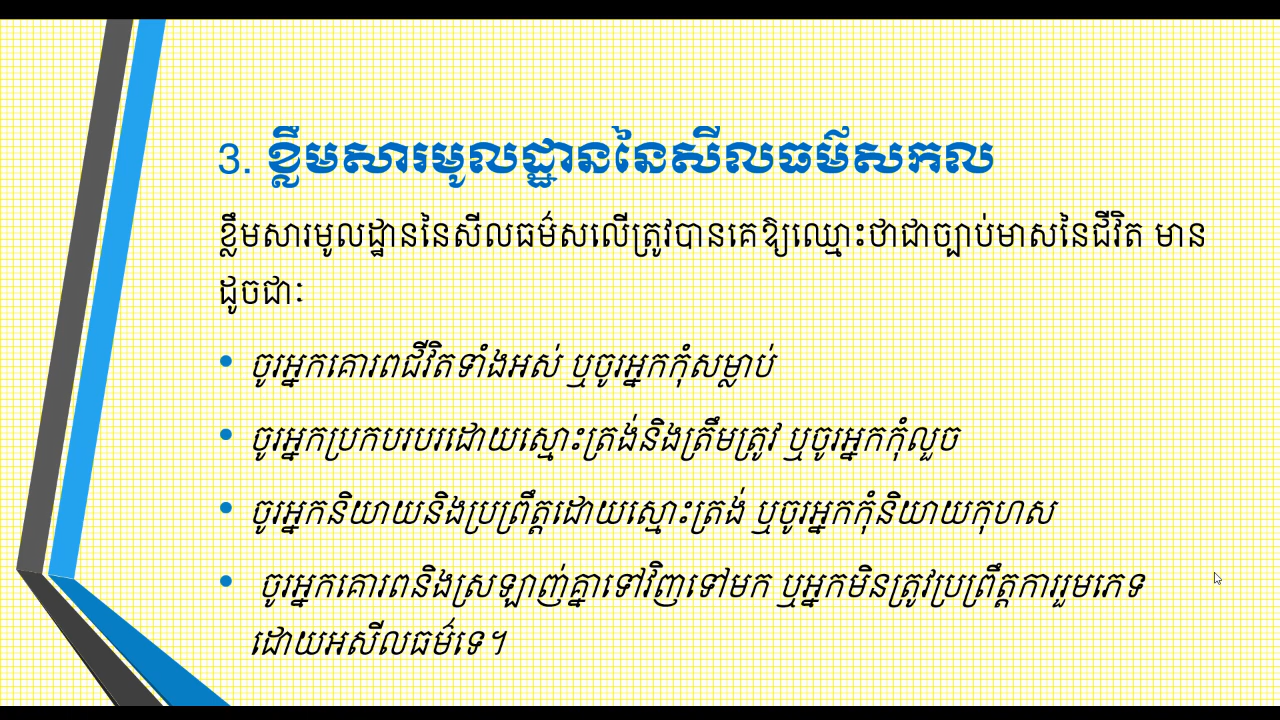 3. ខ្លឹមសារមូលដ្ឋាននៃសីលធម៌សកល
ខ្លឹមសារមូលដ្ឋាននៃសីលធម៌សលើត្រូវបានគេឱ្យឈ្មោះថាជាច្បាប់មាសនៃជីវិត មាន
ដូចជាៈ
• ចូរអ្នកគោរពជីវិតទាំងអស់ ឬចូរអ្នកកុំសម្លាប់
• ចូរអ្នកប្រកបរបរដោយស្មោះត្រង់និងត្រឹមត្រូវ ឬចូរអ្នកកុំលួច
• ចូរអ្នកនិយាយនិងប្រព្រឹត្តដោយស្មោះត្រង់ ឬចូរអ្នកកុំនិយាយកុហស
• ចូរអ្នកគោរពនិងស្រឡាញ់គ្នាទៅវិញទៅមក ឬអ្នកមិនត្រូវប្រព្រឹត្តការរួមភេទ
ដោយអសីលធម៌ទេ។